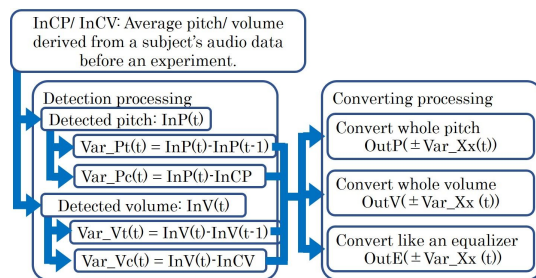 InCP/ InCV: Average pitch/ volume
derived from a subject's audio data
before an experiment.
Detection processing
Detected pitch: InP(t)
Var_Pt(t) = InP(t)-InP(t-1)
Var_Pc(t) = InP(t)-InCP
Detected volume: InV(t)
Var_Vt(t) = InV(t)-InV(t-1)
Var_Vc(t) = InV(t)-InCV
Converting processing
Convert whole pitch
OutP(±Var_Xx(t))
Convert whole volume
OutV(±Var_Xx (t))
Convert like an equalizer
OutE(±Var_Xx (t))